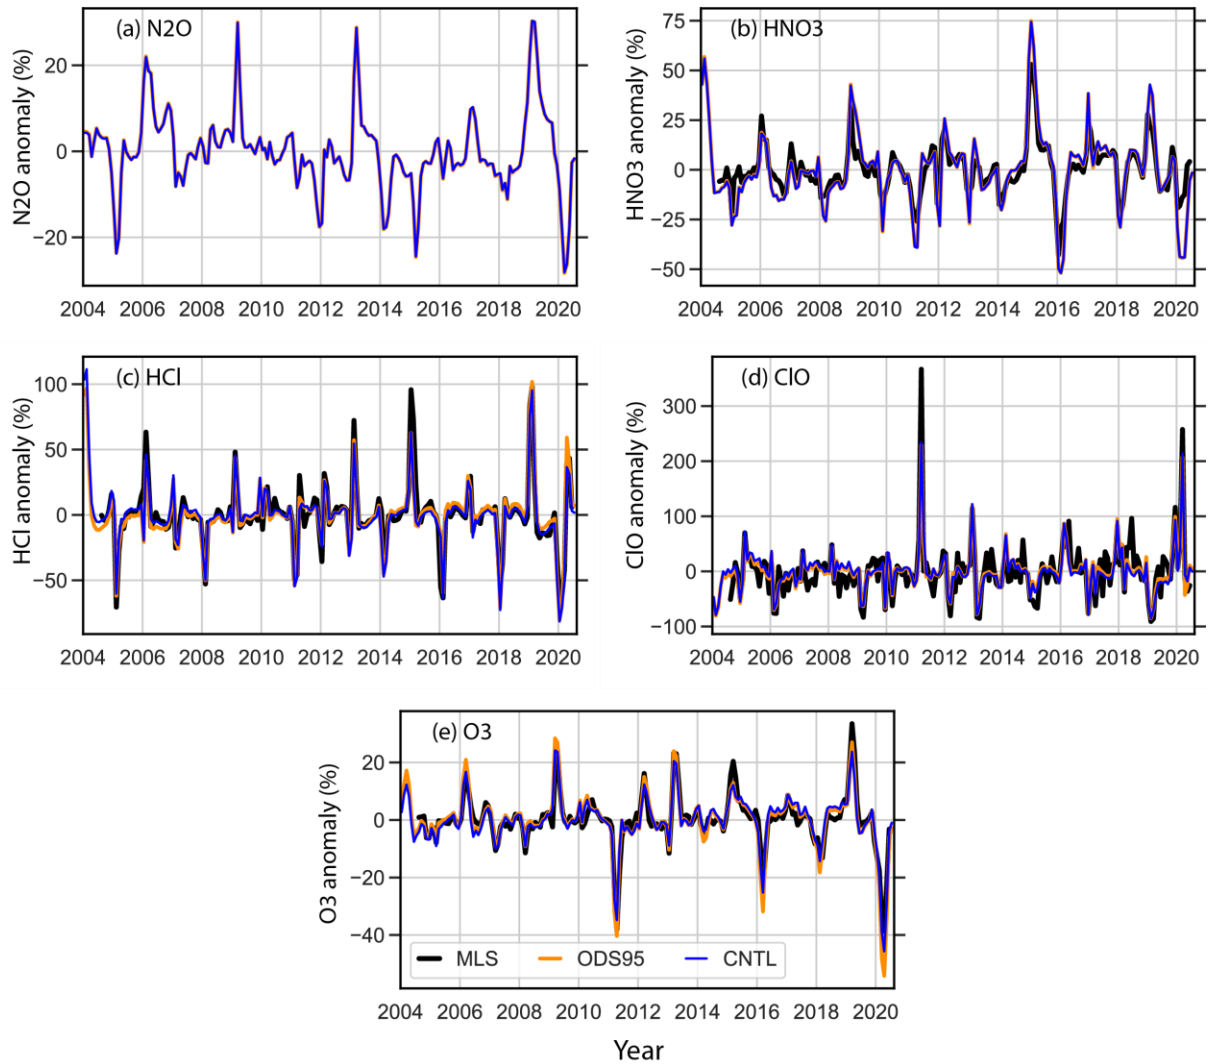 (a) N2O
N2O anomaly (%)
20
0
−20
2004 2006 2008 2010 2012 2014 2016 2018 2020
(b) HNO3
HNO3 anomaly (%)
75
50
25
0
−25
−50
2004 2006 2008 2010 2012 2014 2016 2018 2020
(c) HCl
HCl anomaly (%)
100
50
0
−50
2004 2006 2008 2010 2012 2014 2016 2018 2020
(d) ClO
ClO anomaly (%)
300
200
100
0
−100
2004 2006 2008 2010 2012 2014 2016 2018 2020
(e) O3
O3 anomaly (%)
20
0
−20
−40
MLS ODS95 CNTL
2004 2006 2008 2010 2012 2014 2016 2018 2020
Year